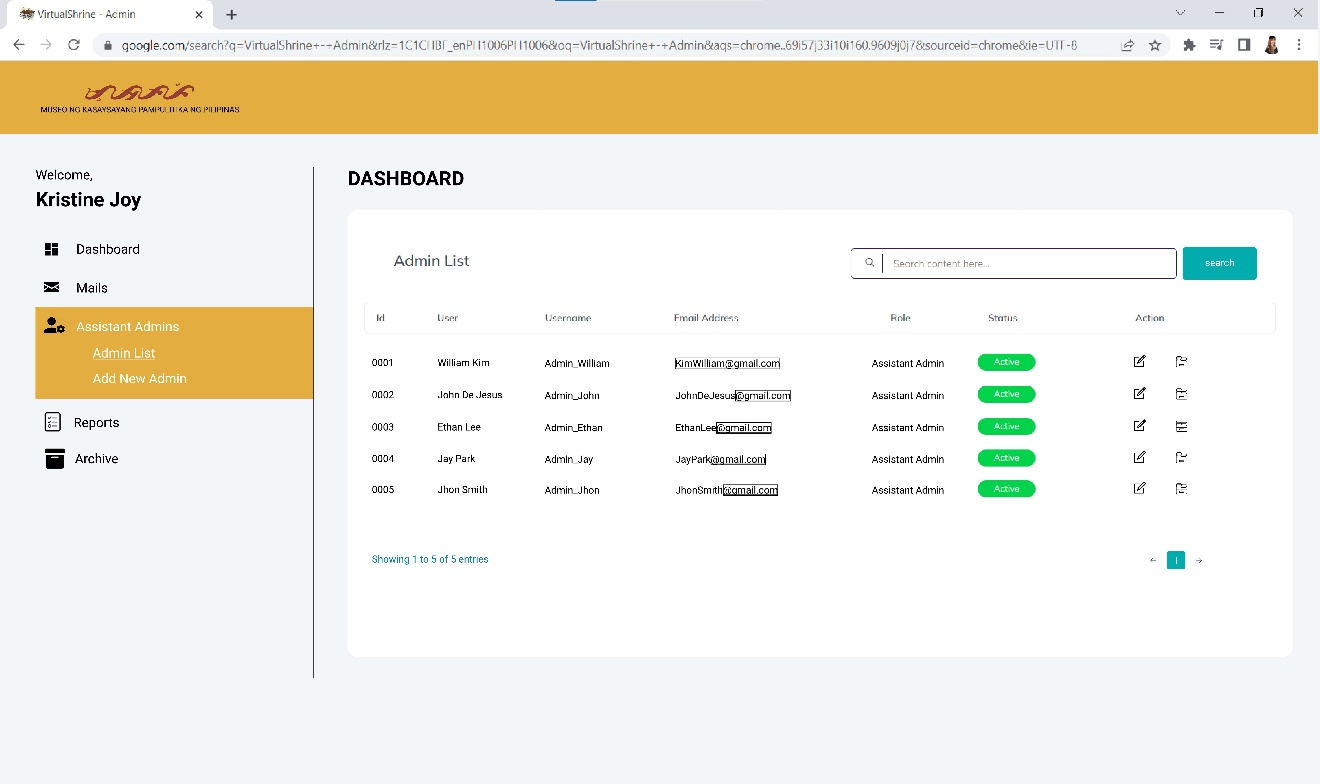 VirtualShrine - Admin
google.com/search?q=VirtualShrine+-+Admin&rlz=1C1CHBF_enPH1006PH1006&oq=VirtualShrine+-+Admin&aqs=chrome..69i57j33i10i160.9609j0j7&sourceid=chrome&ie=UTF-8
MUSEO NG KASAYSAYANG PAMPULITIKA NG PILIPINAS
Welcome,
Kristine Joy
Dashboard
Mails
Assistant Admins
Admin List
Add New Admin
Reports
Archive
DASHBOARD
Admin List
Search content here...
search
Id User Username Email Address Role Status Action
0001 William Kim Admin_William KimWilliam@gmail.com Assistant Admin Active
0002 John De Jesus Admin_John JohnDeJesus@gmail.com Assistant Admin Active
0003 Ethan Lee Admin_Ethan EthanLee@gmail.com Assistant Admin Active
0004 Jay Park Admin_Jay JayPark@gmail.com Assistant Admin Active
0005 Jhon Smith Admin_Jhon JhonSmith@gmail.com Assistant Admin Active
Showing 1 to 5 of 5 entries
← 1 →